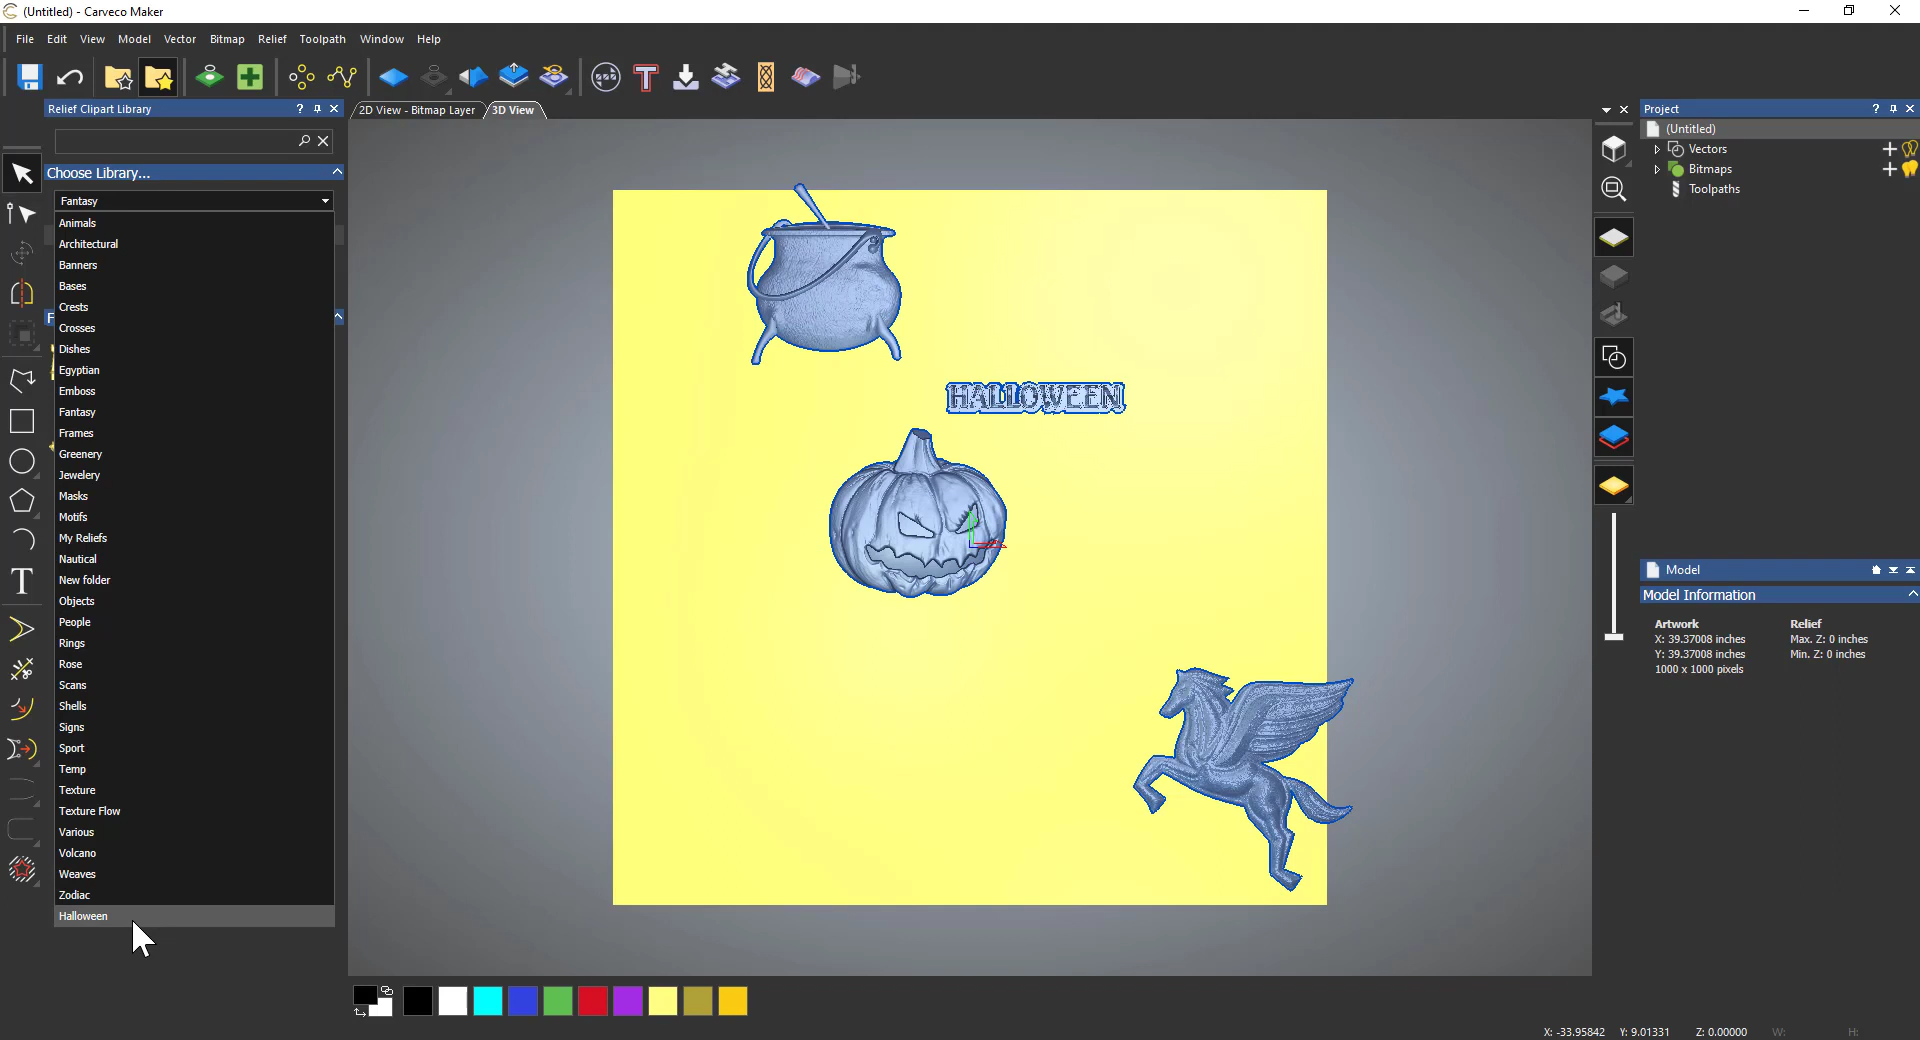 (Untitled) - Carveco Maker
File Edit View Model Vector Bitmap Relief Toolpath Window Help
Relief Clipart Library
Choose Library...
Fantasy
Animals
Architectural
Banners
Bases
Crests
Crosses
Dishes
Egyptian
Emboss
Fantasy
Frames
Greenery
Jewelery
Masks
Motifs
My Reliefs
Nautical
New folder
Objects
People
Rings
Rose
Scans
Shells
Signs
Sport
Temp
Texture
Texture Flow
Various
Volcano
Weaves
Zodiac
Halloween
2D View - Bitmap Layer 3D View
HALLOWEEN
Project
(Untitled)
Vectors
Bitmaps
Toolpaths
Model
Model Information
Artwork Relief
X: 39.37008 inches Max. Z: 0 inches
Y: 39.37008 inches Min. Z: 0 inches
1000 x 1000 pixels
X: -33.95842 Y: 9.01331 Z: 0.00000 W: H: